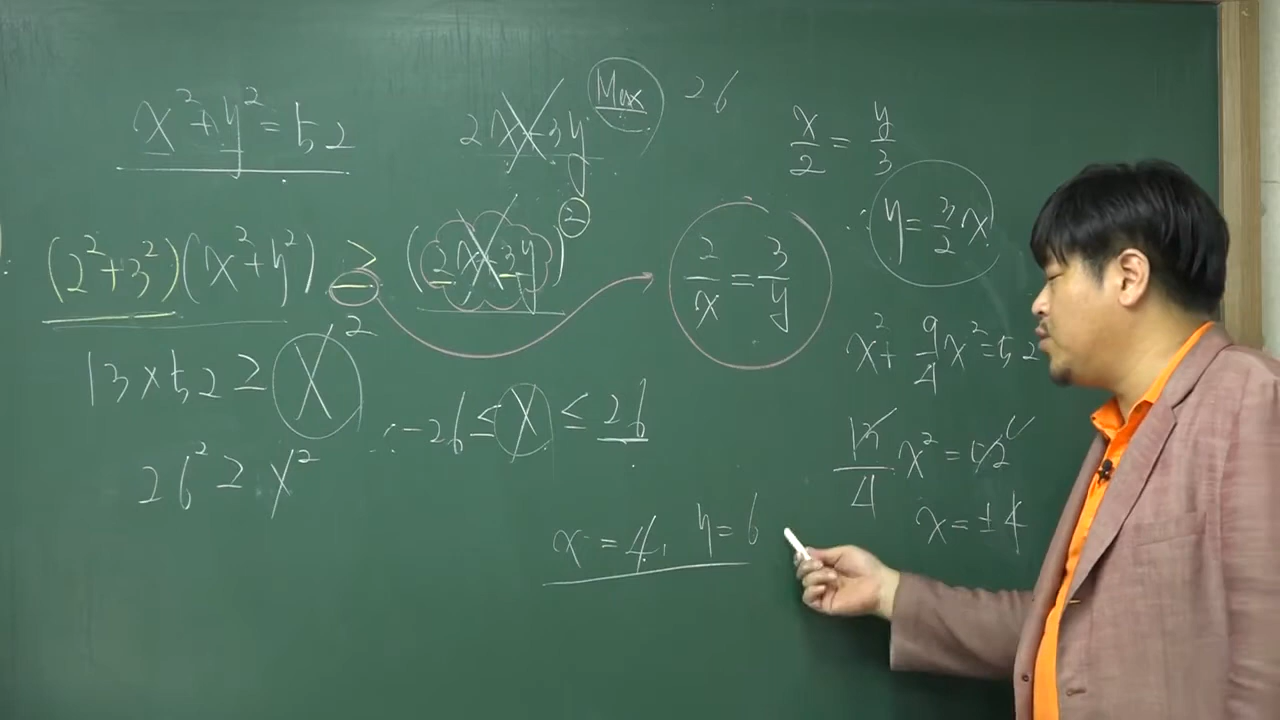 x²+y²=52
2x+3y Max 26
(2²+3²)(x²+y²) ≥ (2x+3y)²
13×52 ≥ X²
26² ≥ X²
∴ -26 ≤ X ≤ 26
2/x = 3/y
x/2 = y/3
∴ y = 3/2 x
x² + 9/4 x² = 52
13/4 x² = 52
x = ±4
x = 4, y = 6